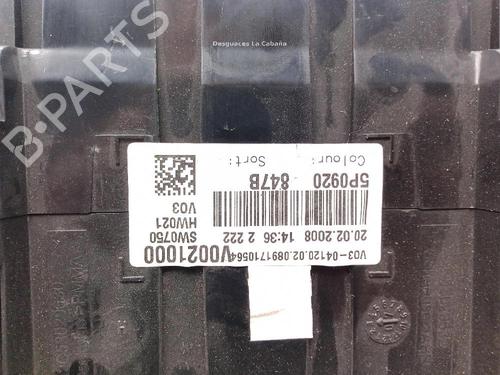 Desguaces La Cabaña
B-PARTS
Colour:
Sort:
5P0920
847B
20.02.2008 14:36 2 222
V03-04120.02.0891710564
V0021000
SW0750
HW021
V03